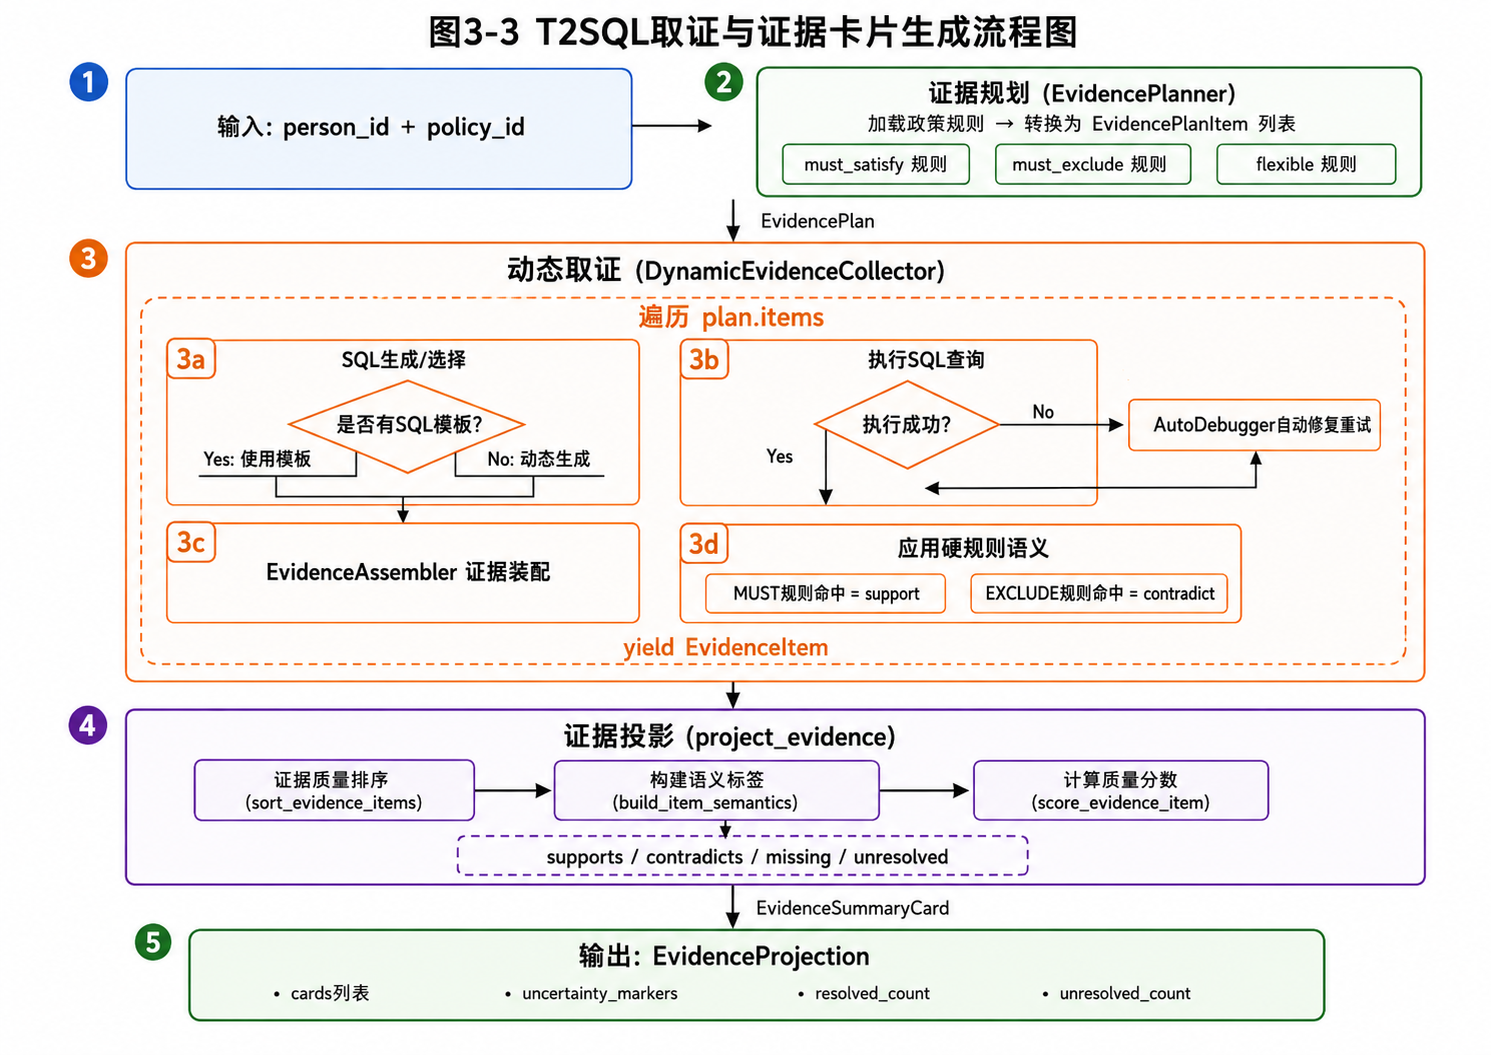 图3-3 T2SQL取证与证据卡片生成流程图
1
输入: person_id + policy_id
2
证据规划 (EvidencePlanner)
加载政策规则 → 转换为 EvidencePlanItem 列表
must_satisfy 规则
must_exclude 规则
flexible 规则
EvidencePlan
3
动态取证 (DynamicEvidenceCollector)
遍历 plan.items
3a
SQL生成/选择
是否有SQL模板?
Yes: 使用模板
No: 动态生成
3b
执行SQL查询
执行成功?
No
Yes
AutoDebugger自动修复重试
3c
EvidenceAssembler 证据装配
3d
应用硬规则语义
MUST规则命中 = support
EXCLUDE规则命中 = contradict
yield EvidenceItem
4
证据投影 (project_evidence)
证据质量排序
(sort_evidence_items)
构建语义标签
(build_item_semantics)
计算质量分数
(score_evidence_item)
supports / contradicts / missing / unresolved
EvidenceSummaryCard
5
输出: EvidenceProjection
• cards列表
• uncertainty_markers
• resolved_count
• unresolved_count